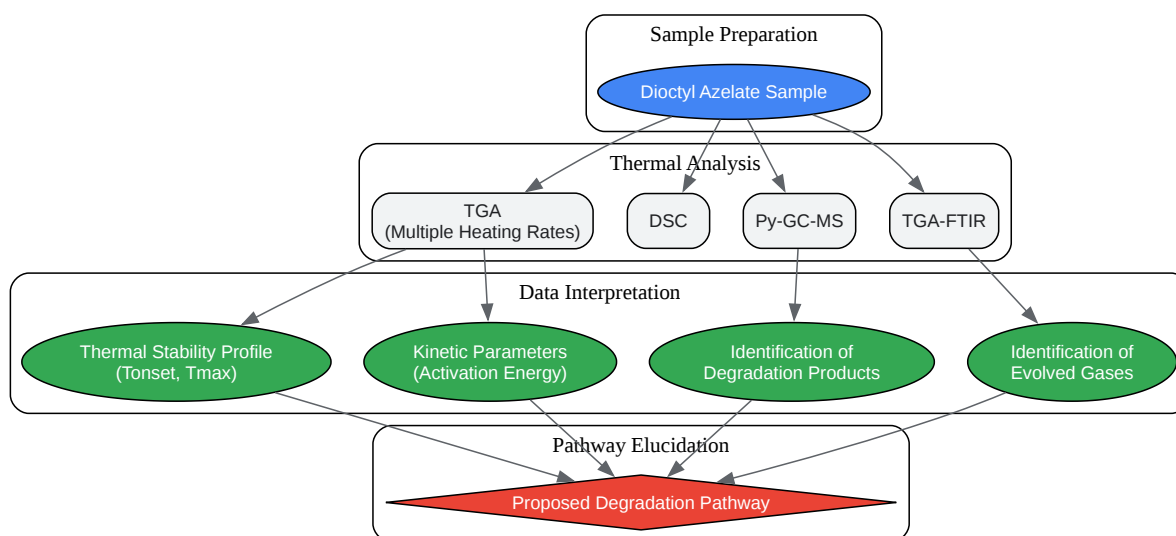 Sample Preparation
Dioctyl Azelate Sample
Thermal Analysis
TGA
(Multiple Heating Rates)
DSC
Py-GC-MS
TGA-FTIR
Data Interpretation
Thermal Stability Profile
(Tonset, Tmax)
Kinetic Parameters
(Activation Energy)
Identification of
Degradation Products
Identification of
Evolved Gases
Pathway Elucidation
Proposed Degradation Pathway